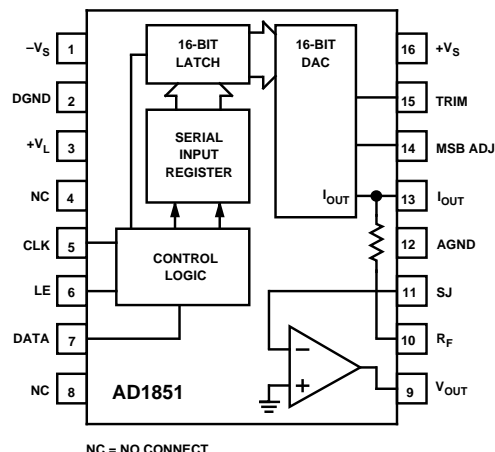 –VS 1
DGND 2
+VL 3
NC 4
CLK 5
LE 6
DATA 7
NC 8
16-BIT
LATCH
SERIAL
INPUT
REGISTER
CONTROL
LOGIC
16-BIT
DAC
IOUT
–
+
AD1851
16 +VS
15 TRIM
14 MSB ADJ
13 IOUT
12 AGND
11 SJ
10 RF
9 VOUT
NC = NO CONNECT